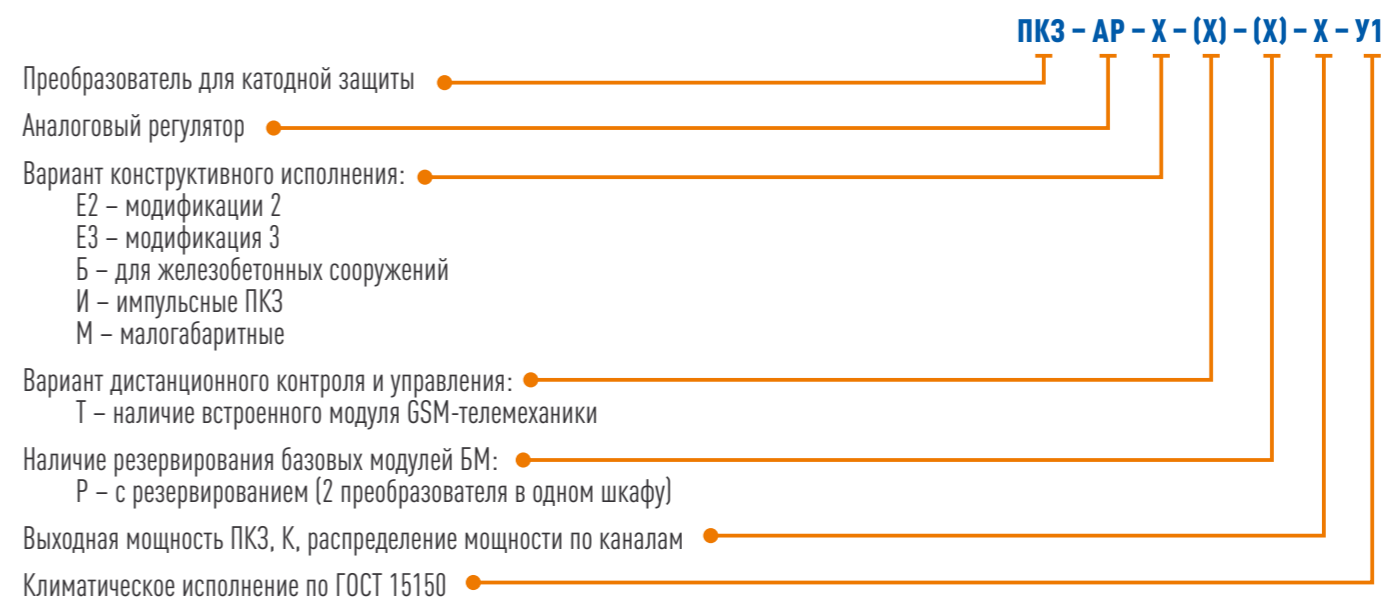 ПКЗ – АР – Х – (Х) – (Х) – Х – У1
Преобразователь для катодной защиты
Аналоговый регулятор
Вариант конструктивного исполнения:
Е2 – модификации 2
Е3 – модификация 3
Б – для железобетонных сооружений
И – импульсные ПКЗ
М – малогабаритные
Вариант дистанционного контроля и управления:
Т – наличие встроенного модуля GSM-телемеханики
Наличие резервирования базовых модулей БМ:
Р – с резервированием (2 преобразователя в одном шкафу)
Выходная мощность ПКЗ, К, распределение мощности по каналам
Климатическое исполнение по ГОСТ 15150